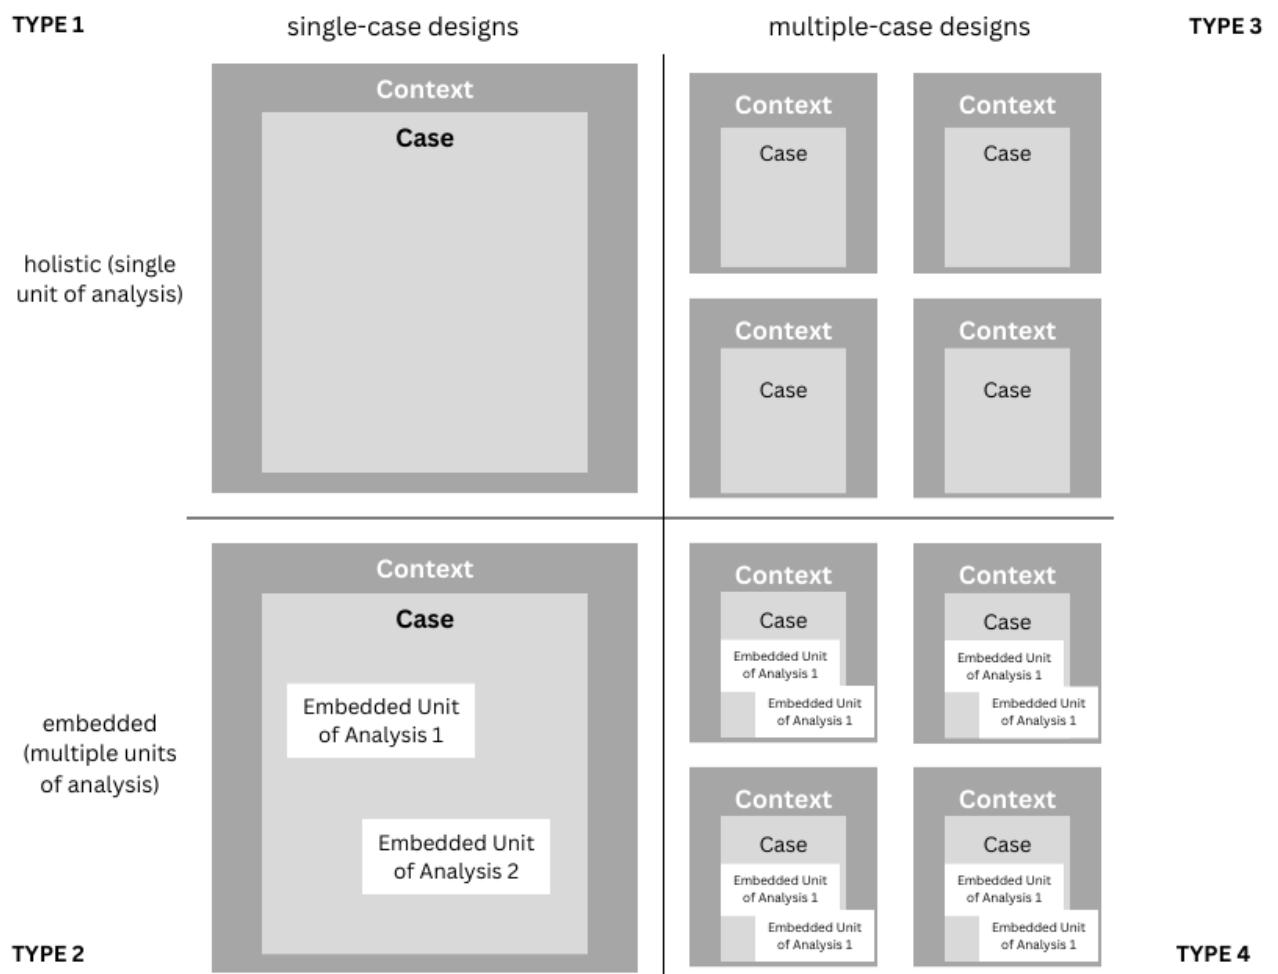 TYPE 1
single-case designs
multiple-case designs
TYPE 3
Context
Case
holistic (single
unit of analysis)
Context
Case
Context
Case
Context
Case
Context
Case
Context
Case
Embedded Unit
of Analysis 1
Embedded Unit
of Analysis 2
embedded
(multiple units
of analysis)
Context
Case
Embedded Unit
of Analysis 1
Embedded Unit
of Analysis 1
Context
Case
Embedded Unit
of Analysis 1
Embedded Unit
of Analysis 1
Context
Case
Embedded Unit
of Analysis 1
Embedded Unit
of Analysis 1
Context
Case
Embedded Unit
of Analysis 1
Embedded Unit
of Analysis 1
TYPE 2
TYPE 4